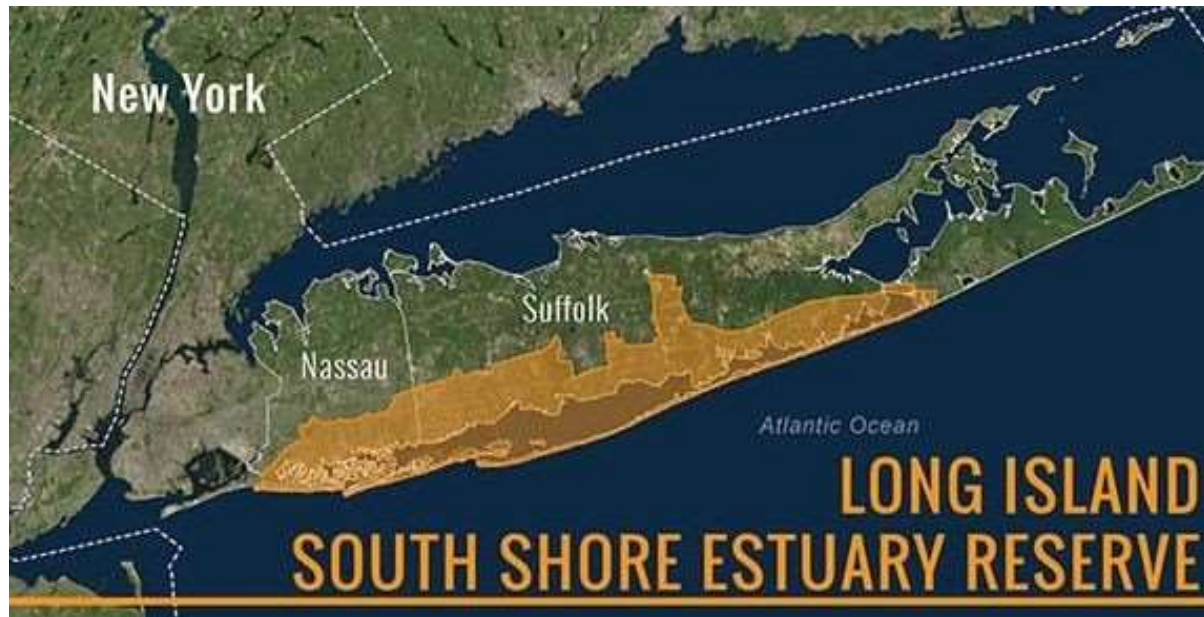 New York
Suffolk
Nassau
Atlantic Ocean
LONG ISLAND
SOUTH SHORE ESTUARY RESERVE